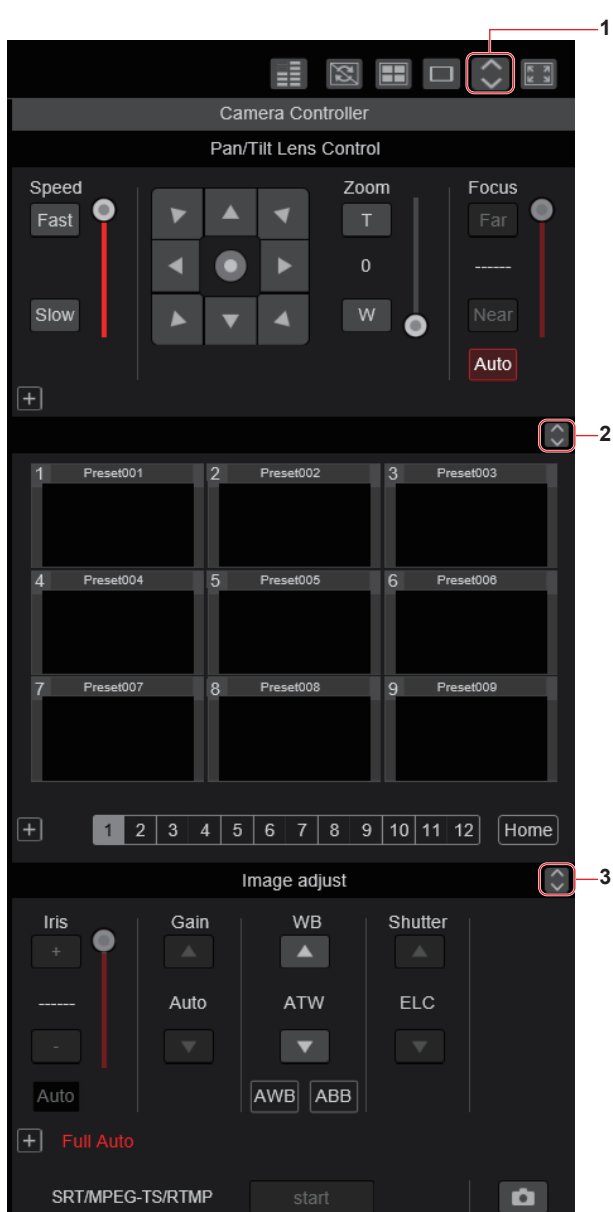 1
Camera Controller
Pan/Tilt Lens Control
Speed Zoom Focus
Fast T Far
0 ------
Slow W Near
Auto
+
2
1 Preset001 2 Preset002 3 Preset003
4 Preset004 5 Preset005 6 Preset006
7 Preset007 8 Preset008 9 Preset009
+ 1 2 3 4 5 6 7 8 9 10 11 12 Home
Image adjust 3
Iris Gain WB Shutter
+
------ Auto ATW ELC
-
Auto AWB ABB
+ Full Auto
SRT/MPEG-TS/RTMP start